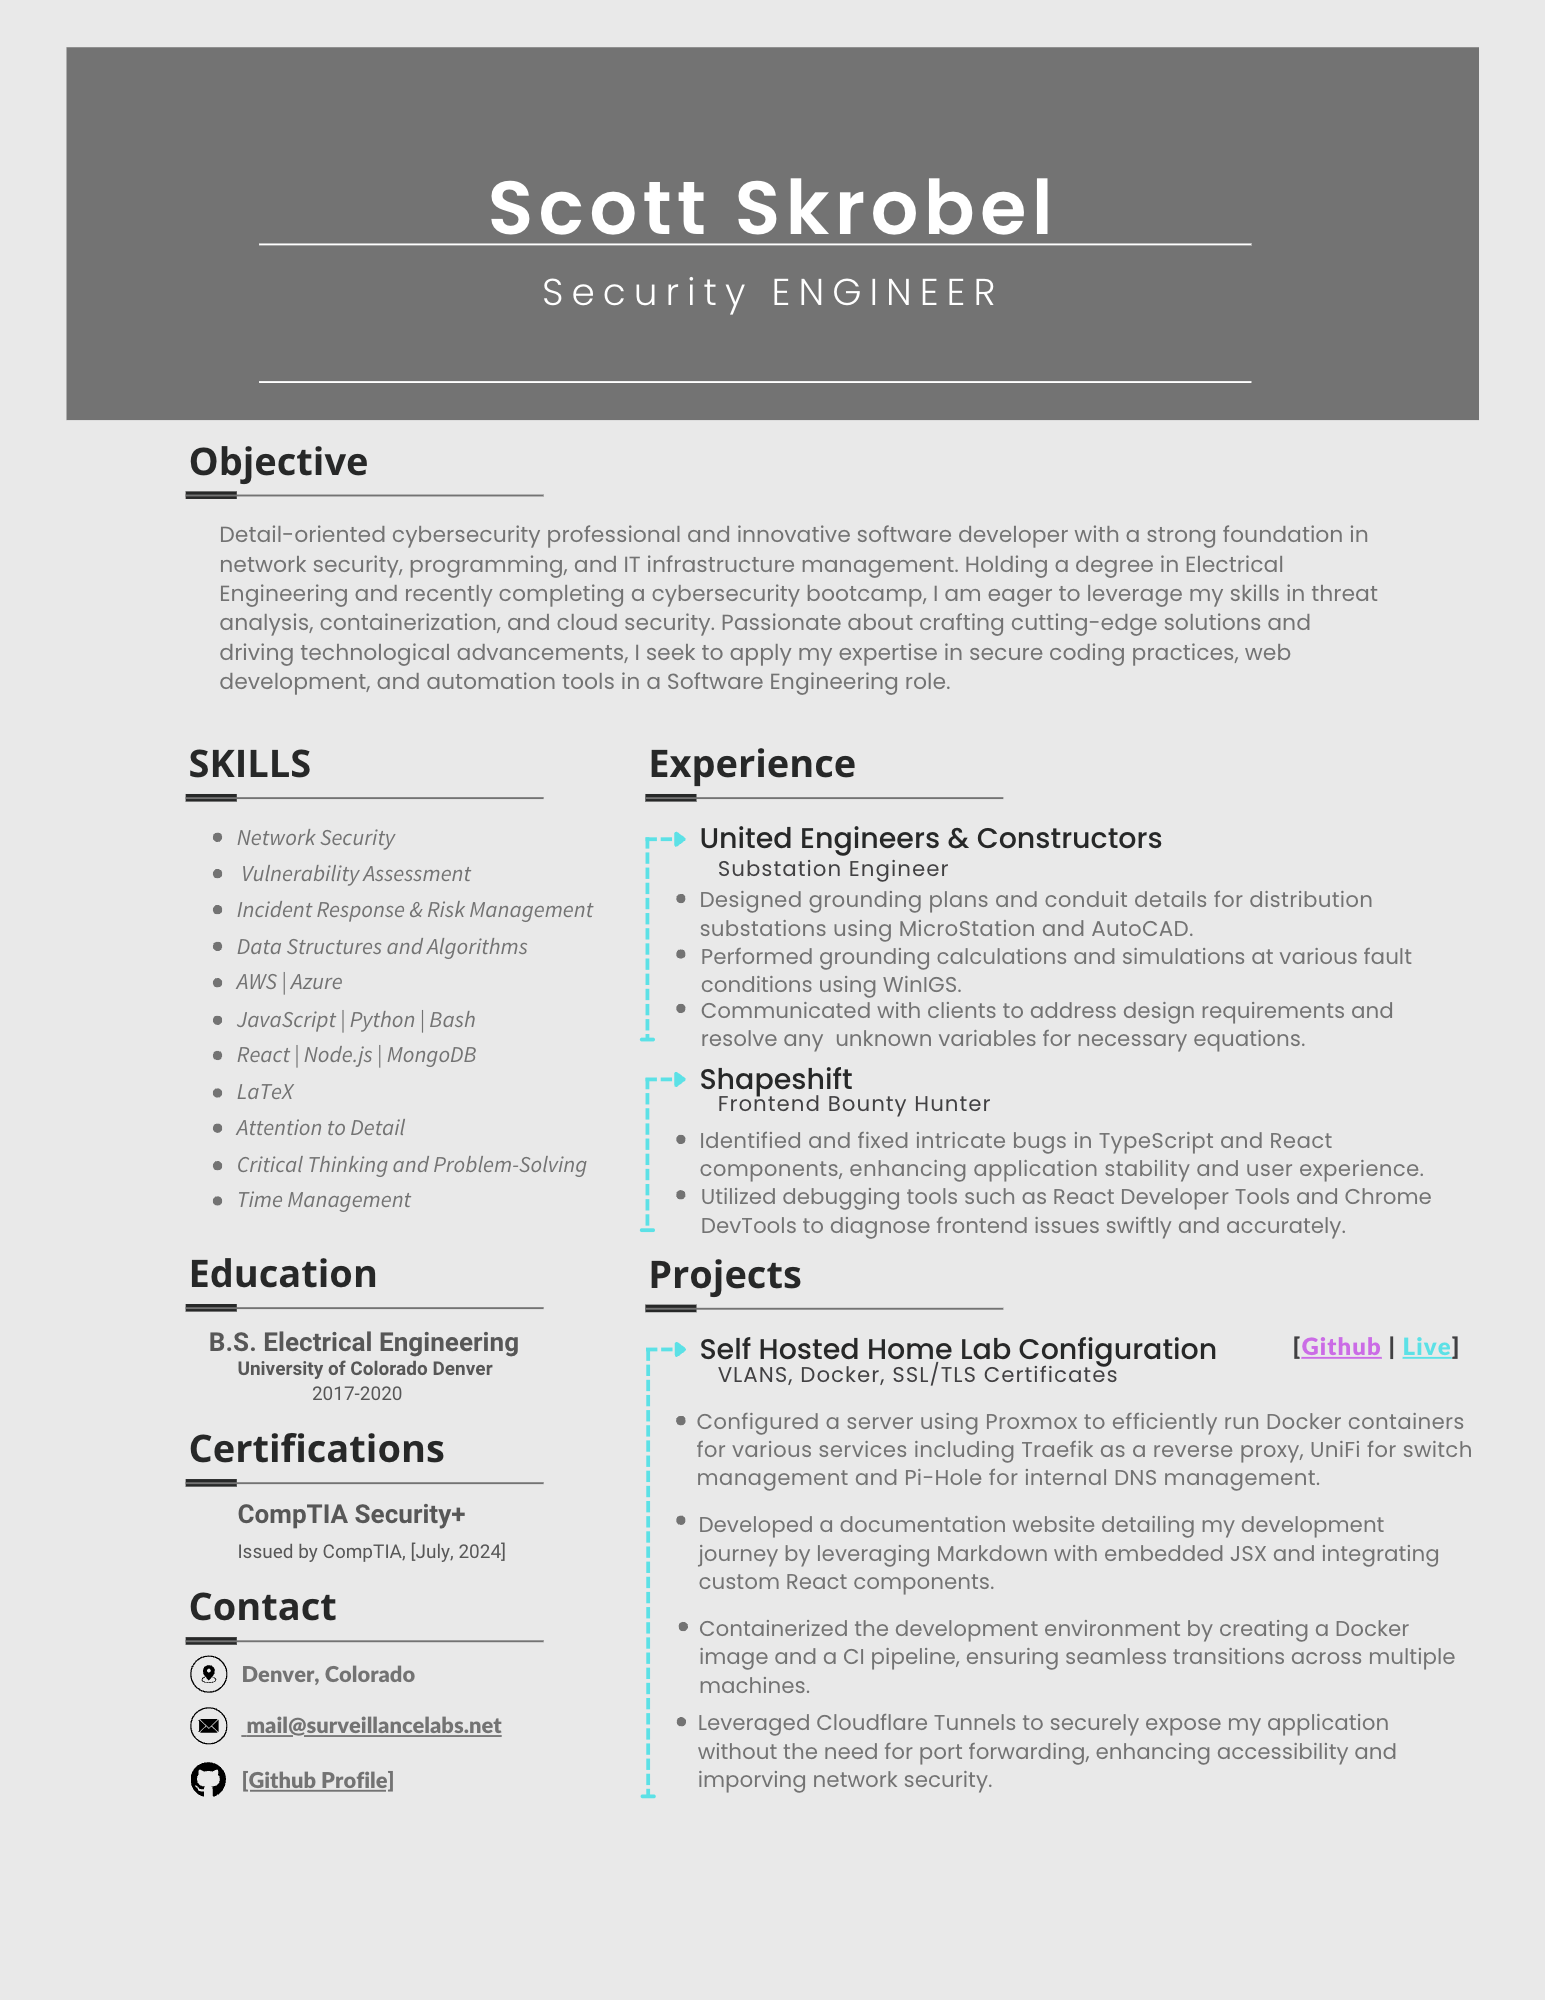 Scott Skrobel
Security ENGINEER
Objective
Detail-oriented cybersecurity professional and innovative software developer with a strong foundation in
network security, programming, and IT infrastructure management. Holding a degree in Electrical
Engineering and recently completing a cybersecurity bootcamp, I am eager to leverage my skills in threat
analysis, containerization, and cloud security. Passionate about crafting cutting-edge solutions and
driving technological advancements, I seek to apply my expertise in secure coding practices, web
development, and automation tools in a Software Engineering role.
SKILLS
Network Security
Vulnerability Assessment
Incident Response & Risk Management
Data Structures and Algorithms
AWS | Azure
JavaScript | Python | Bash
React | Node.js | MongoDB
LaTeX
Attention to Detail
Critical Thinking and Problem-Solving
Time Management
Education
B.S. Electrical Engineering
University of Colorado Denver
2017-2020
Certifications
CompTIA Security+
Issued by CompTIA, [July, 2024]
Contact
Denver, Colorado
mail@surveillancelabs.net
[Github Profile]
Experience
United Engineers & Constructors
Substation Engineer
Designed grounding plans and conduit details for distribution
substations using MicroStation and AutoCAD.
Performed grounding calculations and simulations at various fault
conditions using WinIGS.
Communicated with clients to address design requirements and
resolve any  unknown variables for necessary equations.
Shapeshift
Frontend Bounty Hunter
Identified and fixed intricate bugs in TypeScript and React
components, enhancing application stability and user experience.
Utilized debugging tools such as React Developer Tools and Chrome
DevTools to diagnose frontend issues swiftly and accurately.
Projects
Self Hosted Home Lab Configuration [Github | Live]
VLANS, Docker, SSL/TLS Certificates
Configured a server using Proxmox to efficiently run Docker containers
for various services including Traefik as a reverse proxy, UniFi for switch
management and Pi-Hole for internal DNS management.
Developed a documentation website detailing my development
journey by leveraging Markdown with embedded JSX and integrating
custom React components.
Containerized the development environment by creating a Docker
image and a CI pipeline, ensuring seamless transitions across multiple
machines.
Leveraged Cloudflare Tunnels to securely expose my application
without the need for port forwarding, enhancing accessibility and
imporving network security.